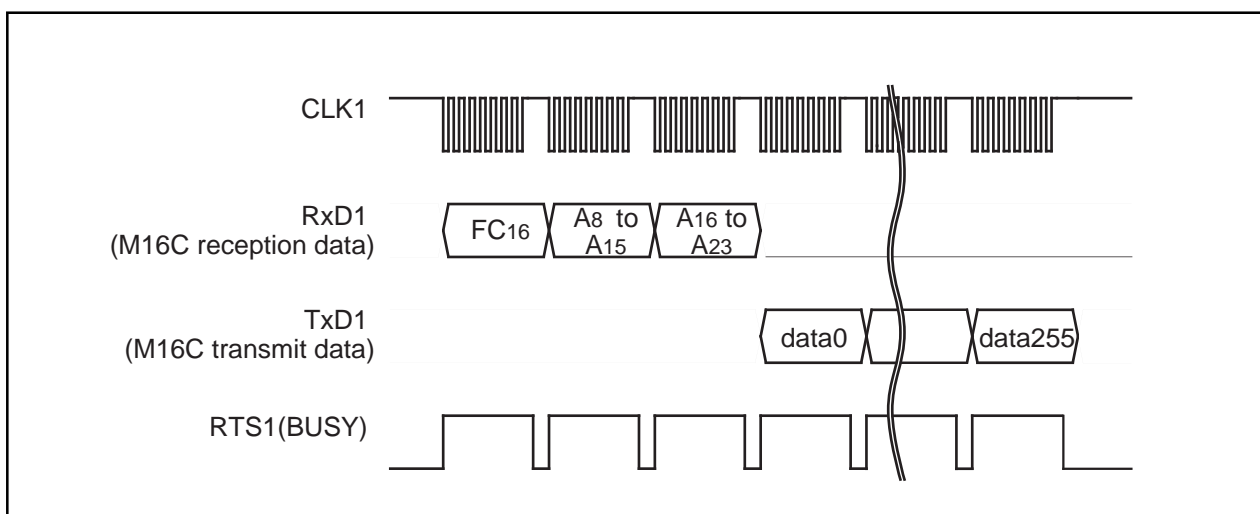 CLK1
RxD1
(M16C reception data)
FC16
A8 to
A15
A16 to
A23
TxD1
(M16C transmit data)
data0
data255
RTS1(BUSY)